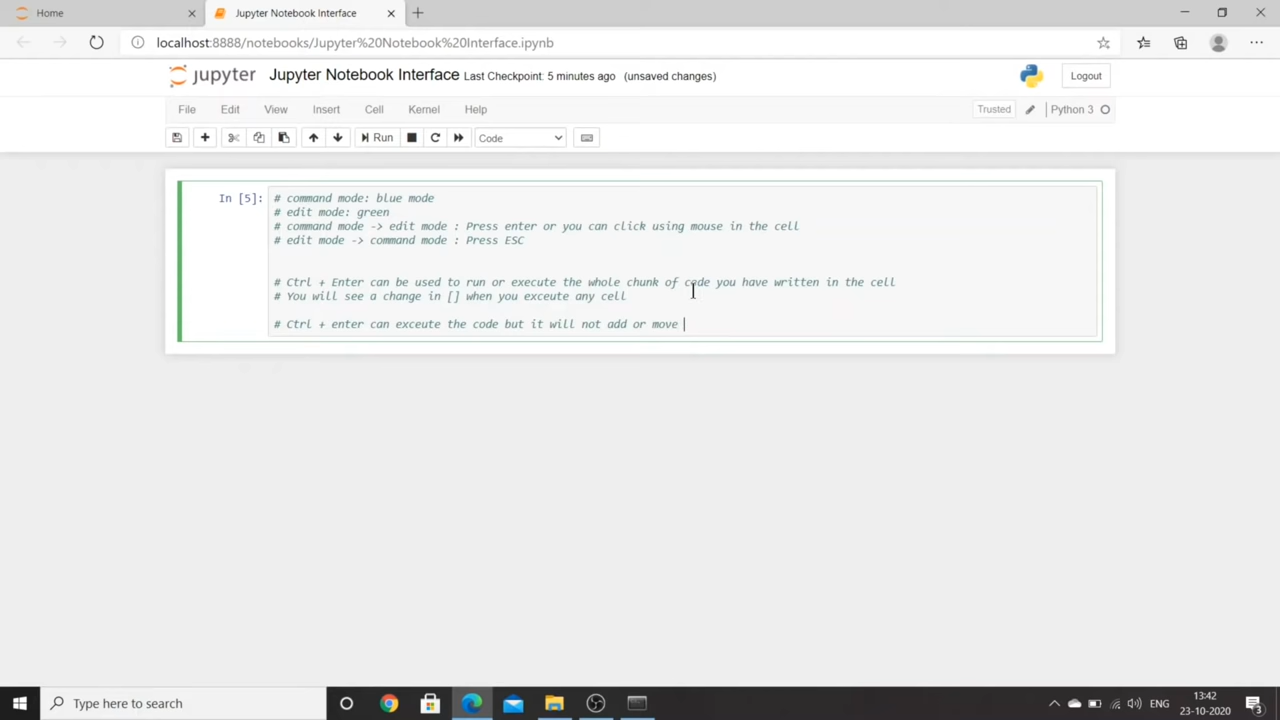 Home
Jupyter Notebook Interface
localhost:8888/notebooks/Jupyter%20Notebook%20Interface.ipynb
jupyter Jupyter Notebook Interface Last Checkpoint: 5 minutes ago (unsaved changes)
Logout
File Edit View Insert Cell Kernel Help
Trusted Python 3
Run Code
In [5]:
# command mode: blue mode
# edit mode: green
# command mode -> edit mode : Press enter or you can click using mouse in the cell
# edit mode -> command mode : Press ESC
# Ctrl + Enter can be used to run or execute the whole chunk of code you have written in the cell
# You will see a change in [] when you exceute any cell
# Ctrl + enter can exceute the code but it will not add or move
Type here to search
ENG
13:42
23-10-2020
3